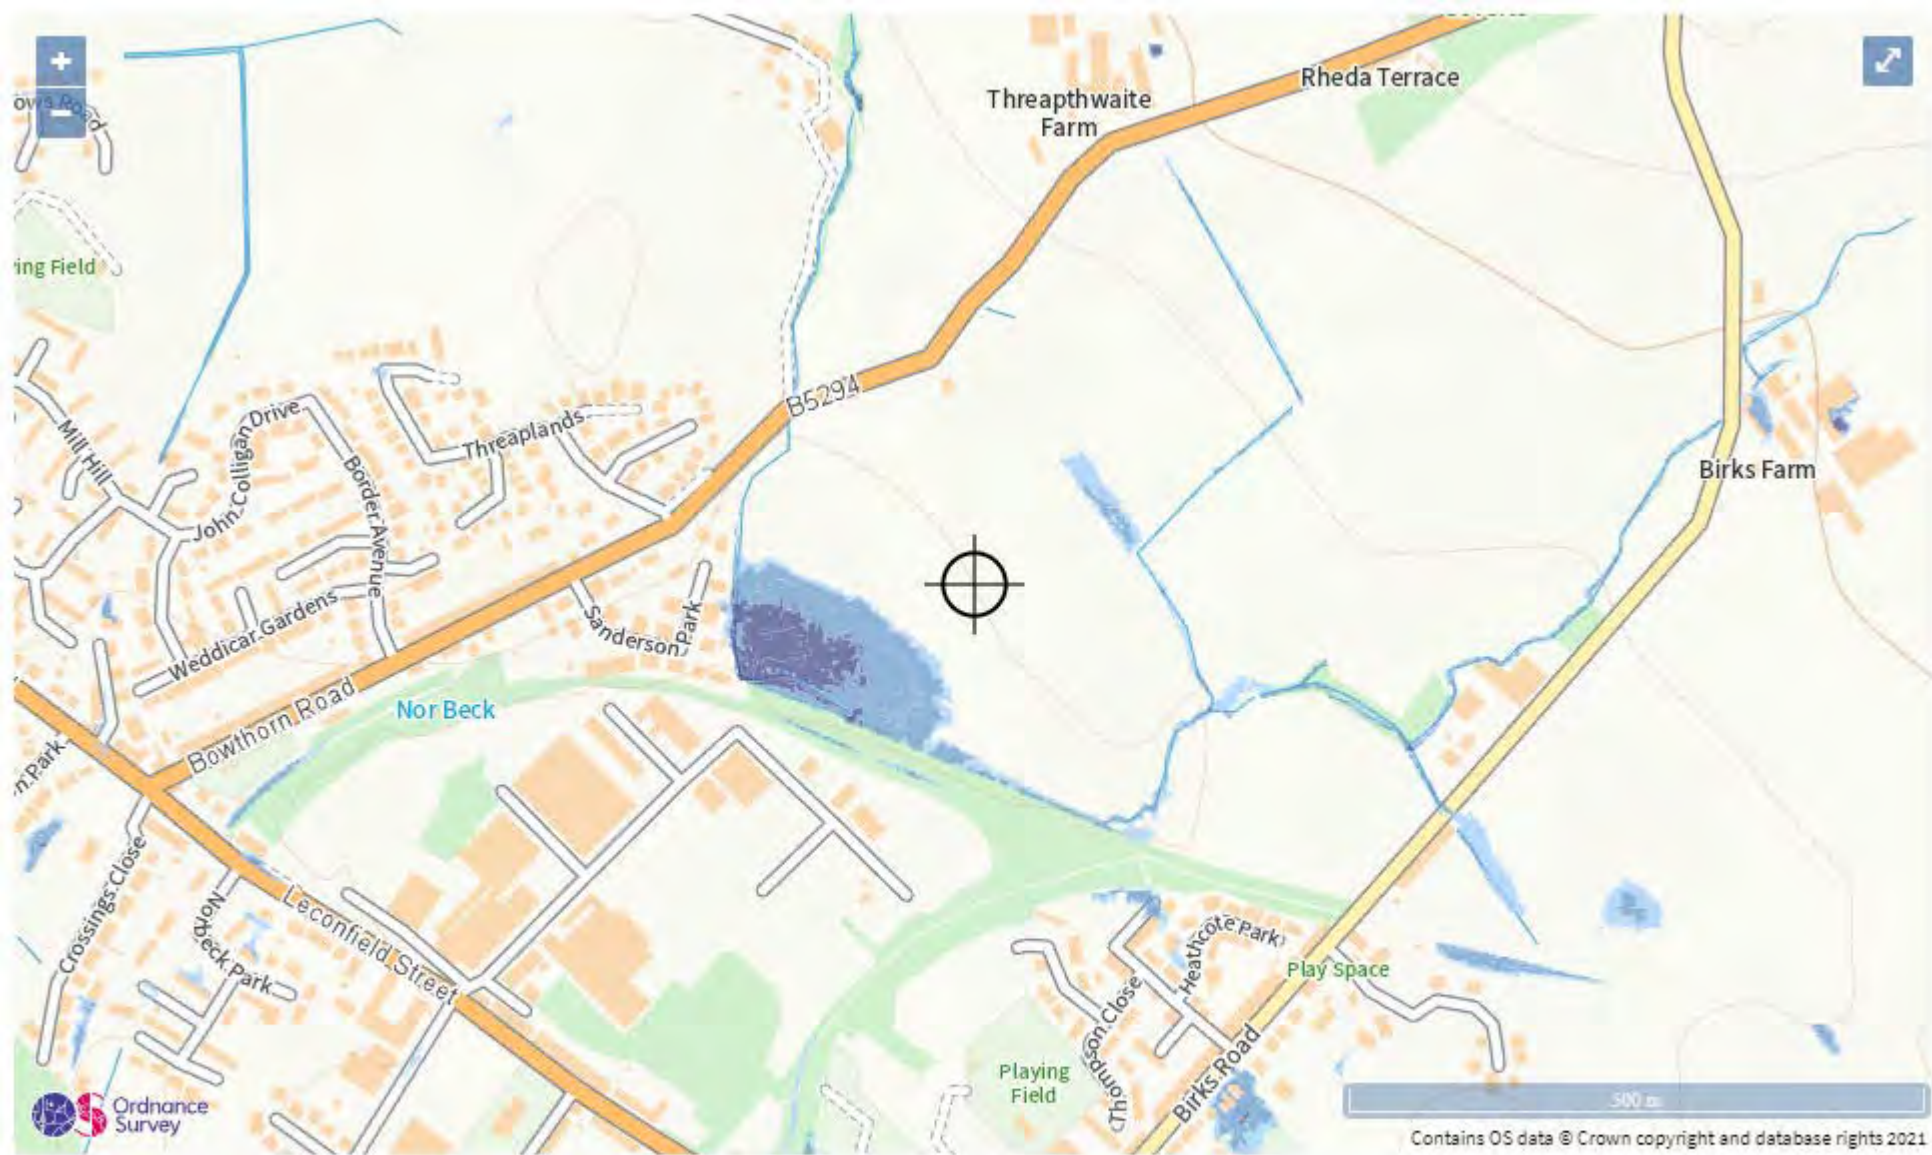 +
Rheda Terrace
Threapthwaite
Farm
Road
ing Field
B5294
Drive
Threaplands
Mill Hill
John Colligan
Border Avenue
Birks Farm
Weddicar Gardens
Sanderson Park
Nor Beck
Bowthorn Road
n Park
Crossings Close
Leconfield Street
Heathcote Park
Play Space
Thompson Close
Playing
Field
Birks Road
Ordnance
Survey
500 m
Contains OS data © Crown copyright and database rights 2021